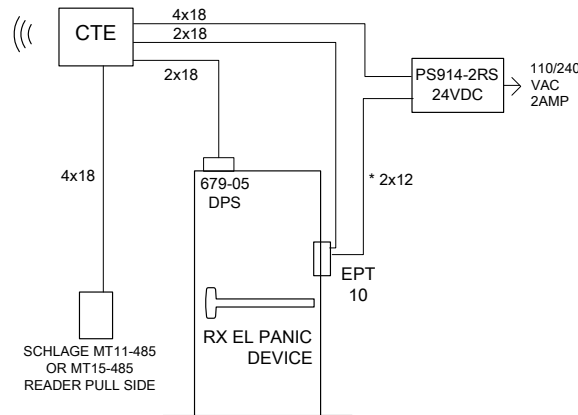 4x18
CTE
2x18
2x18
PS914-2RS
24VDC
110/240
VAC
2AMP
4x18
679-05
DPS
* 2x12
EPT
10
RX EL PANIC
DEVICE
SCHLAGE MT11-485
OR MT15-485
READER PULL SIDE